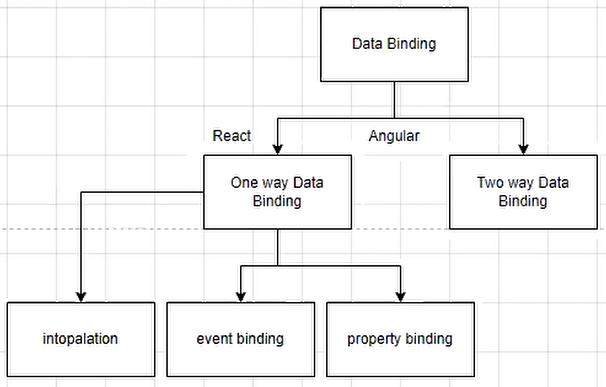 Data Binding
React
Angular
One way Data
Binding
Two way Data
Binding
intopalation
event binding
property binding